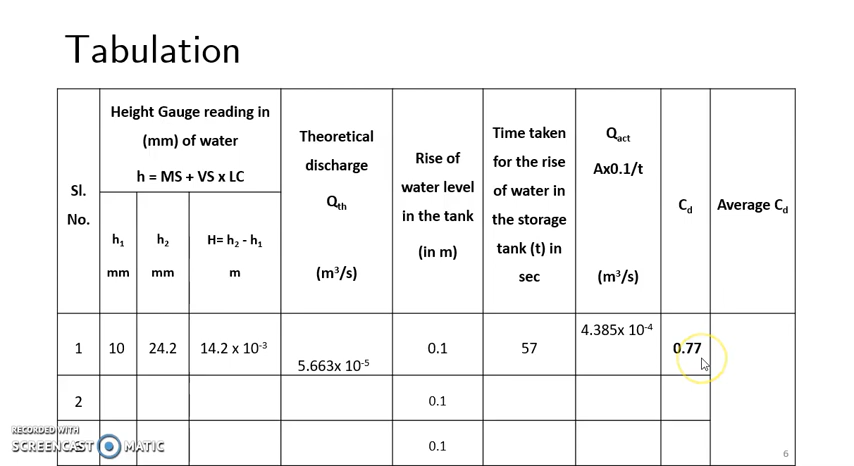 Tabulation
Sl.
No.
Height Gauge reading in
(mm) of water
h = MS + VS x LC
h₁
mm
h₂
mm
H= h₂ - h₁
m
Theoretical
discharge
Qth
(m³/s)
Rise of
water level
in the tank
(in m)
Time taken
for the rise
of water in
the storage
tank (t) in
sec
Qact
Ax0.1/t
(m³/s)
Cd
Average Cd
1 10 24.2 14.2 x 10⁻³ 5.663x 10⁻⁵ 0.1 57 4.385x 10⁻⁴ 0.77
2 0.1
0.1
RECORDED WITH
SCREENCAST MATIC
6